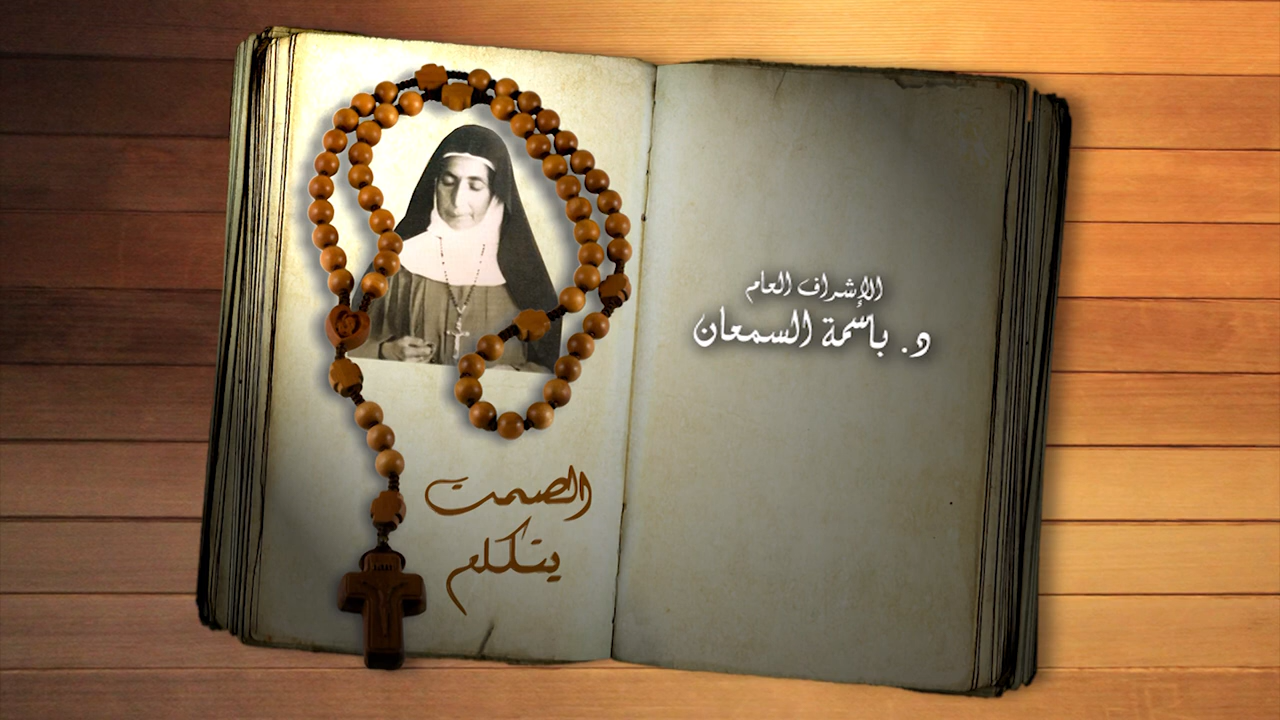 الصمت
يتكلم
الإشراف العام
د. باسمة السمعان